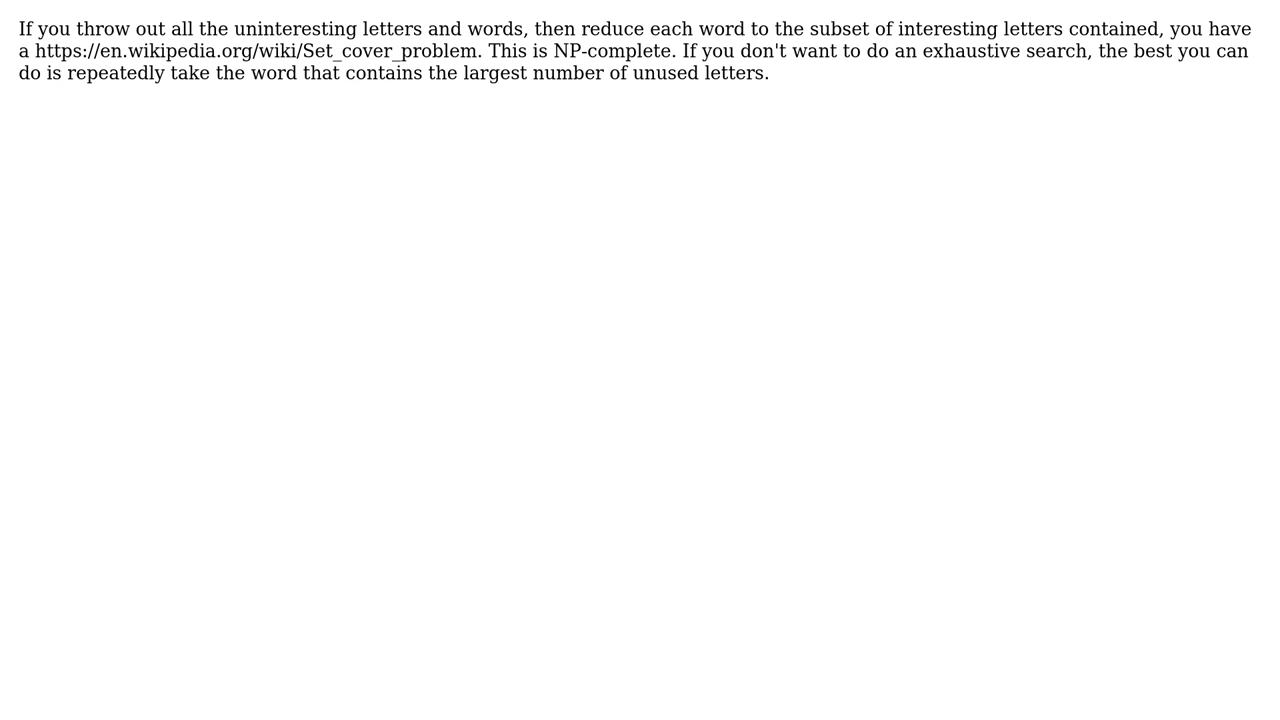 If you throw out all the uninteresting letters and words, then reduce each word to the subset of interesting letters contained, you have
a https://en.wikipedia.org/wiki/Set_cover_problem. This is NP-complete. If you don't want to do an exhaustive search, the best you can
do is repeatedly take the word that contains the largest number of unused letters.